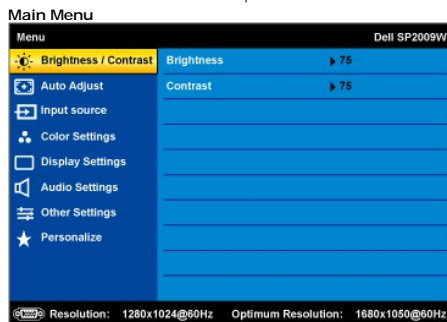 Main Menu
Menu Dell SP2009W
Brightness / Contrast Brightness 75
Auto Adjust Contrast 75
Input source
Color Settings
Display Settings
Audio Settings
Other Settings
Personalize
Resolution: 1280x1024@60Hz Optimum Resolution: 1680x1050@60Hz